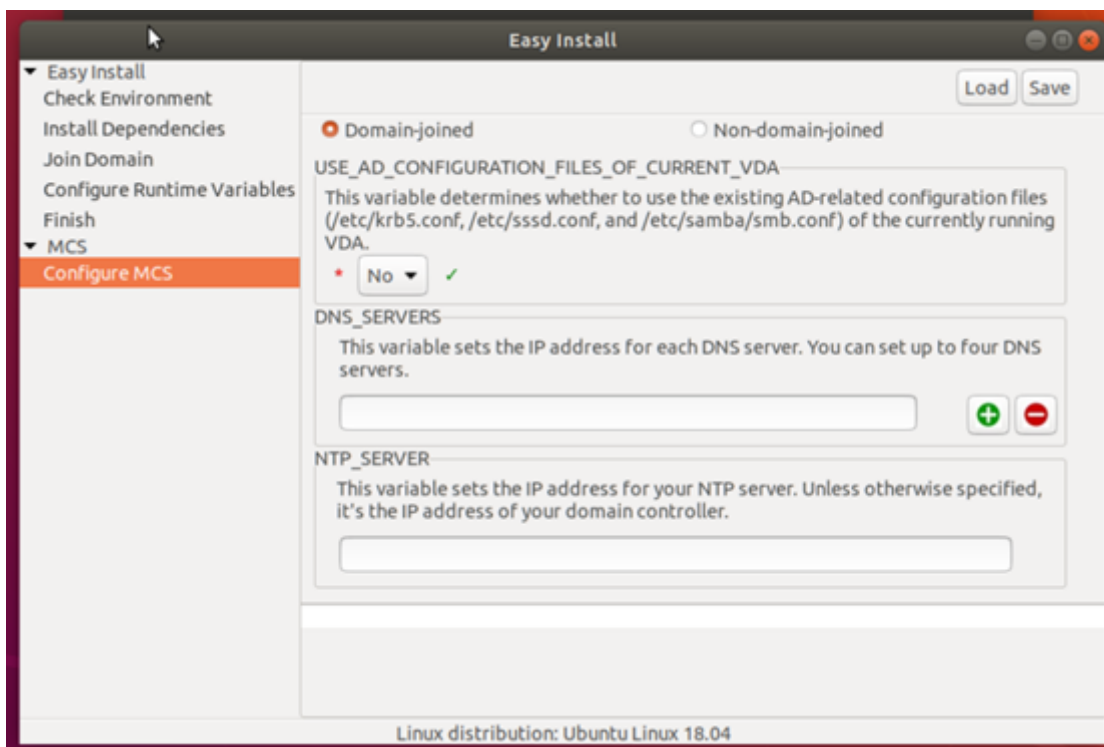 Easy Install
Easy Install
Check Environment
Install Dependencies
Join Domain
Configure Runtime Variables
Finish
MCS
Configure MCS
Load Save
Domain-joined Non-domain-joined
USE_AD_CONFIGURATION_FILES_OF_CURRENT_VDA
This variable determines whether to use the existing AD-related configuration files
(/etc/krb5.conf, /etc/sssd.conf, and /etc/samba/smb.conf) of the currently running
VDA.
* No
DNS_SERVERS
This variable sets the IP address for each DNS server. You can set up to four DNS
servers.
NTP_SERVER
This variable sets the IP address for your NTP server. Unless otherwise specified,
it's the IP address of your domain controller.
Linux distribution: Ubuntu Linux 18.04